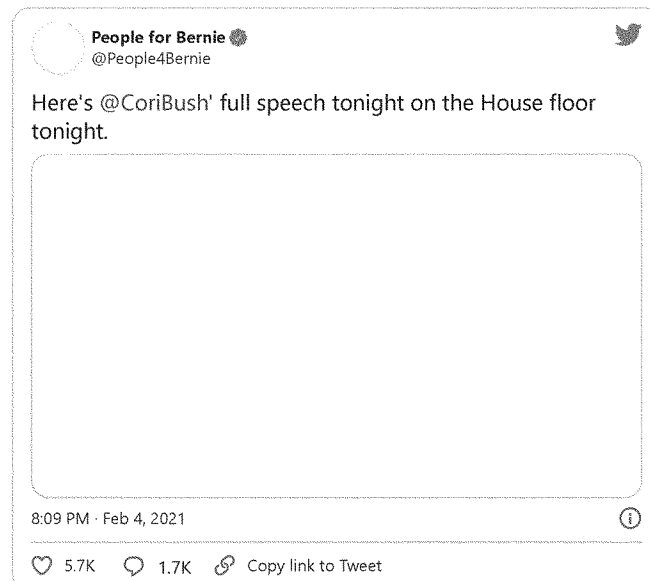 People for Bernie
@People4Bernie
Here's @CoriBush' full speech tonight on the House floor
tonight.
8:09 PM · Feb 4, 2021
5.7K 1.7K Copy link to Tweet